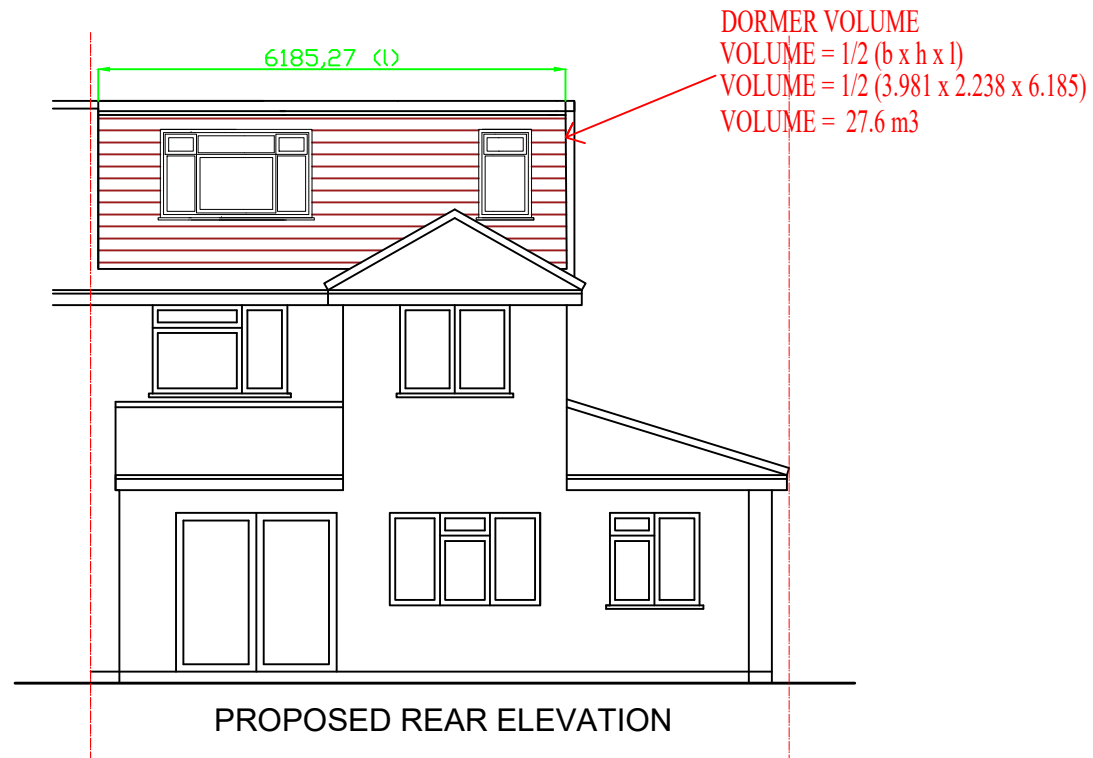 DORMER VOLUME
VOLUME = 1/2 (b x h x l)
VOLUME = 1/2 (3.981 x 2.238 x 6.185)
VOLUME =  27.6 m3
6185,27 (l)
PROPOSED REAR ELEVATION